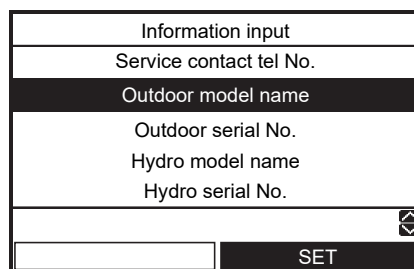 Information input
Service contact tel No.
Outdoor model name
Outdoor serial No.
Hydro model name
Hydro serial No.
SET